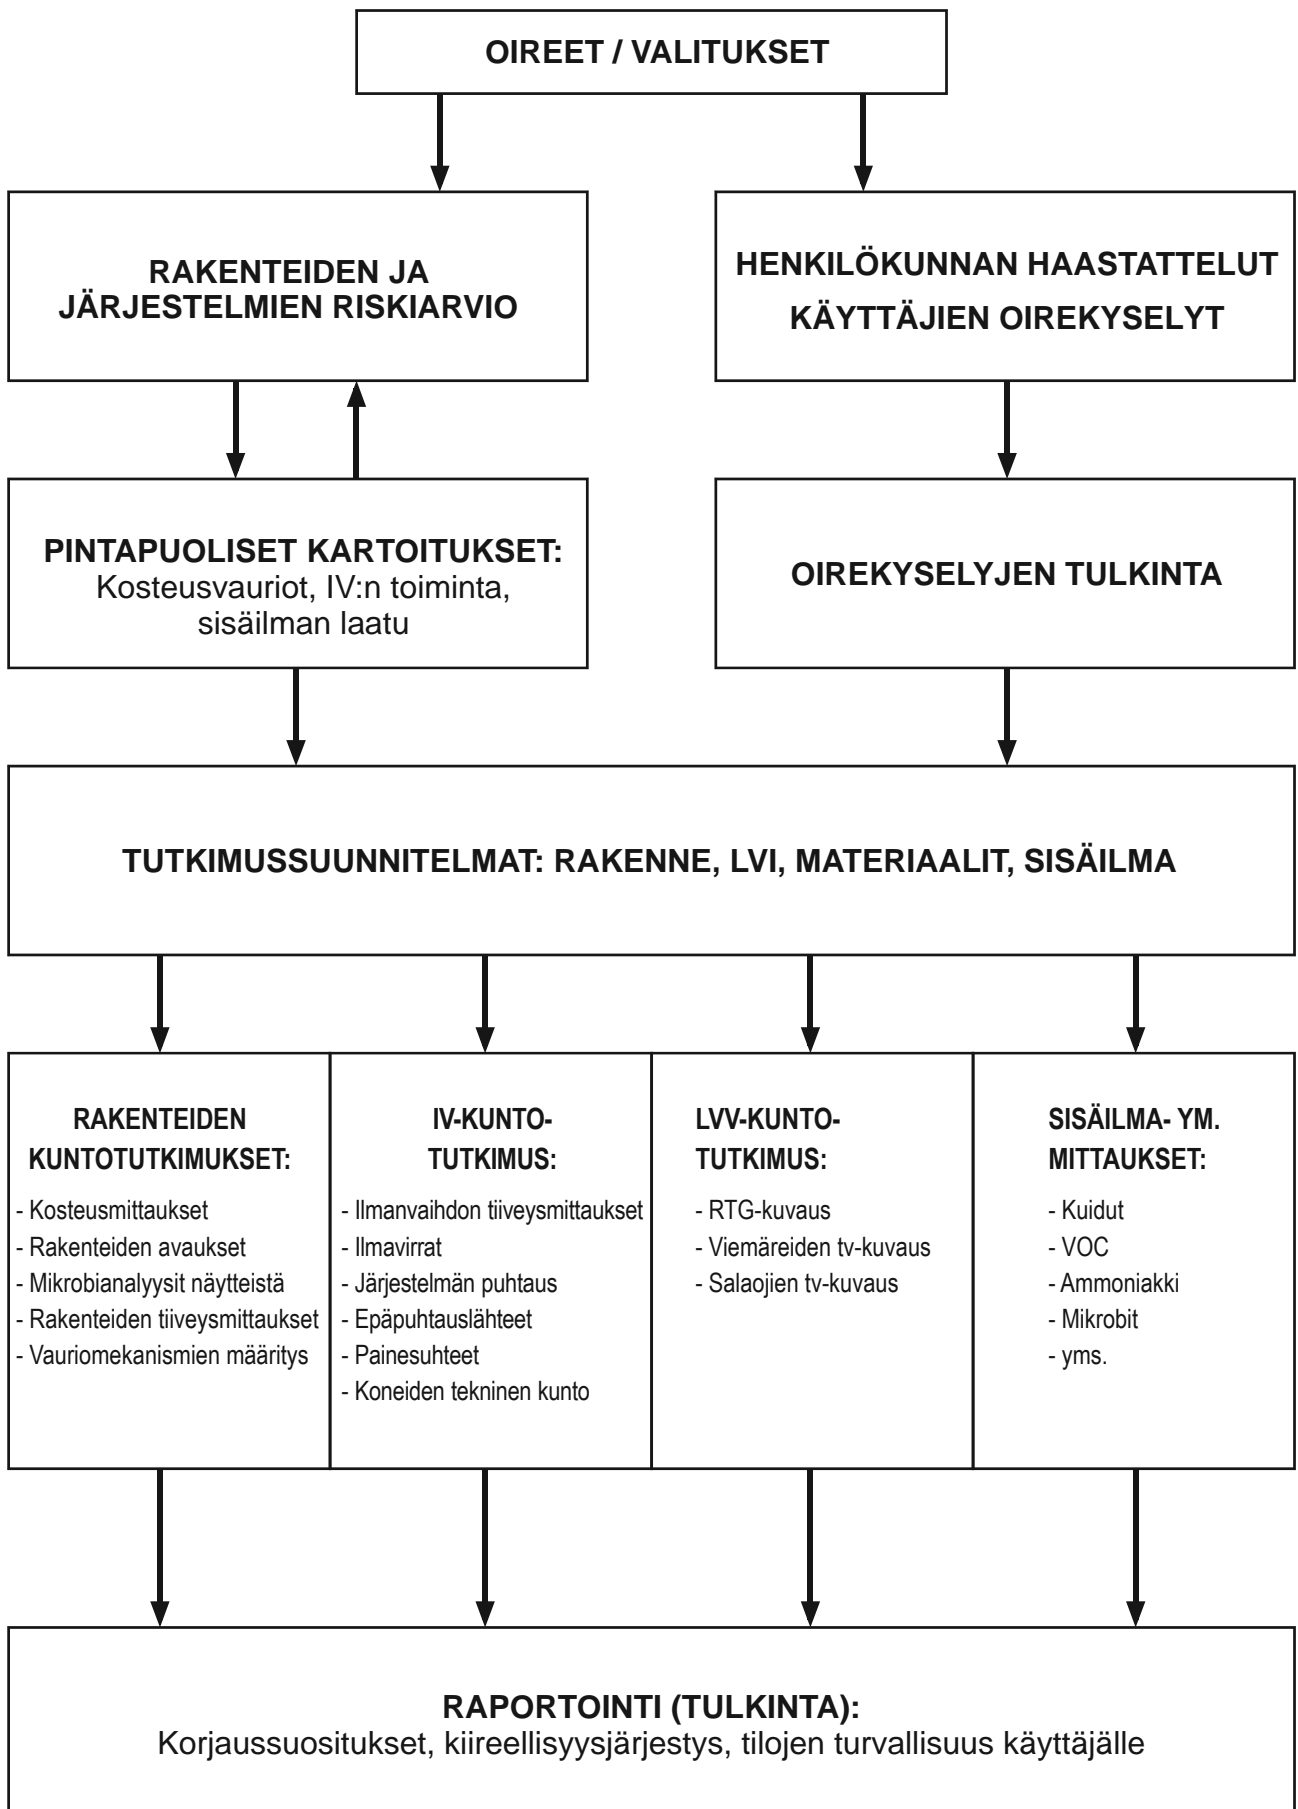 OIREET / VALITUKSET
RAKENTEIDEN JA
JÄRJESTELMIEN RISKIARVIO
HENKILÖKUNNAN HAASTATTELUT
KÄYTTÄJIEN OIREKYSELYT
PINTAPUOLISET KARTOITUKSET:
Kosteusvauriot, IV:n toiminta,
sisäilman laatu
OIREKYSELYJEN TULKINTA
TUTKIMUSSUUNNITELMAT: RAKENNE, LVI, MATERIAALIT, SISÄILMA
RAKENTEIDEN
KUNTOTUTKIMUKSET:
- Kosteusmittaukset
- Rakenteiden avaukset
- Mikrobianalyysit näytteistä
- Rakenteiden tiiveysmittaukset
- Vauriomekanismien määritys
IV-KUNTO-
TUTKIMUS:
- Ilmanvaihdon tiiveysmittaukset
- Ilmavirrat
- Järjestelmän puhtaus
- Epäpuhtauslähteet
- Painesuhteet
- Koneiden tekninen kunto
LVV-KUNTO-
TUTKIMUS:
- RTG-kuvaus
- Viemäreiden tv-kuvaus
- Salaojien tv-kuvaus
SISÄILMA- YM.
MITTAUKSET:
- Kuidut
- VOC
- Ammoniakki
- Mikrobit
- yms.
RAPORTOINTI (TULKINTA):
Korjaussuositukset, kiireellisyysjärjestys, tilojen turvallisuus käyttäjälle